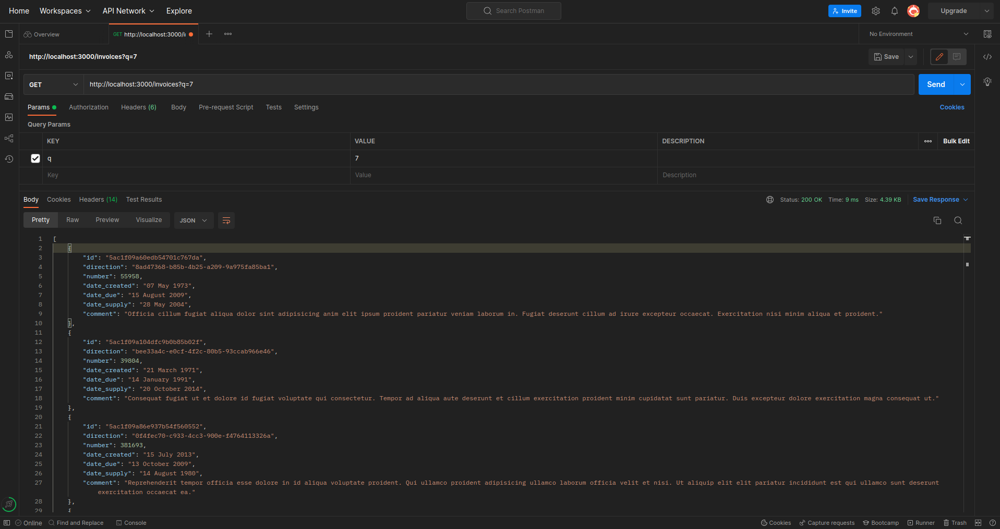 Home Workspaces API Network Explore Search Postman Invite Upgrade
Overview GET http://localhost:3000/i No Environment
http://localhost:3000/invoices?q=7 Save
GET http://localhost:3000/invoices?q=7 Send
Params Authorization Headers (6) Body Pre-request Script Tests Settings Cookies
Query Params
KEY VALUE DESCRIPTION Bulk Edit
q 7
Key Value Description
Body Cookies Headers (14) Test Results Status: 200 OK Time: 9 ms Size: 4.39 KB Save Response
Pretty Raw Preview Visualize JSON
1 [
2 {
3 "id": "5ac1f09a60edb54701c767da",
4 "direction": "8ad47368-b85b-4b25-a209-9a975fa85ba1",
5 "number": 55958,
6 "date_created": "07 May 1973",
7 "date_due": "15 August 2009",
8 "date_supply": "28 May 2004",
9 "comment": "Officia cillum fugiat aliqua dolor sint adipisicing anim elit ipsum proident pariatur veniam laborum in. Fugiat deserunt cillum ad irure excepteur occaecat. Exercitation nisi minim aliqua et proident."
10 },
11 {
12 "id": "5ac1f09a104dfc9b0b85b02f",
13 "direction": "bee33a4c-e0cf-4f2c-80b5-93ccab966e46",
14 "number": 39804,
15 "date_created": "21 March 1971",
16 "date_due": "14 January 1991",
17 "date_supply": "20 October 2014",
18 "comment": "Consequat fugiat ut et dolore id fugiat voluptate qui consectetur. Tempor ad aliqua aute deserunt et cillum exercitation proident minim cupidatat sunt pariatur. Duis excepteur dolore exercitation magna consequat ut."
19 },
20 {
21 "id": "5ac1f09a86e937b54f560552",
22 "direction": "0f4fec70-c933-4cc3-900e-f4764113326a",
23 "number": 381693,
24 "date_created": "15 July 2013",
25 "date_due": "13 October 2009",
26 "date_supply": "14 August 1980",
27 "comment": "Reprehenderit tempor officia esse dolore in id aliqua voluptate proident. Qui ullamco proident adipisicing ullamco laborum officia velit et nisi. Ut aliquip elit elit pariatur incididunt est qui ullamco sunt deserunt
exercitation occaecat ea."
28 },
29 {
Online Find and Replace Console Cookies Capture requests Bootcamp Runner Trash